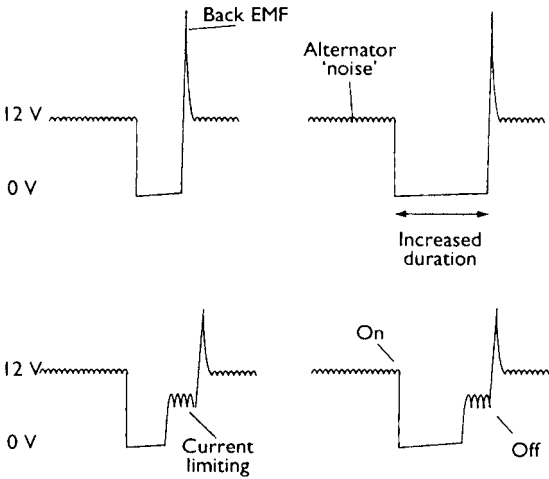 Back EMF
Alternator
'noise'
12 V
0 V
Increased
duration
On
12 V
0 V
Current
limiting
Off